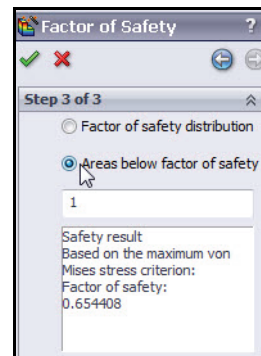 Factor of Safety ?
Step 3 of 3
Factor of safety distribution
Areas below factor of safety
1
Safety result
Based on the maximum von
Mises stress criterion:
Factor of safety:
0.654408